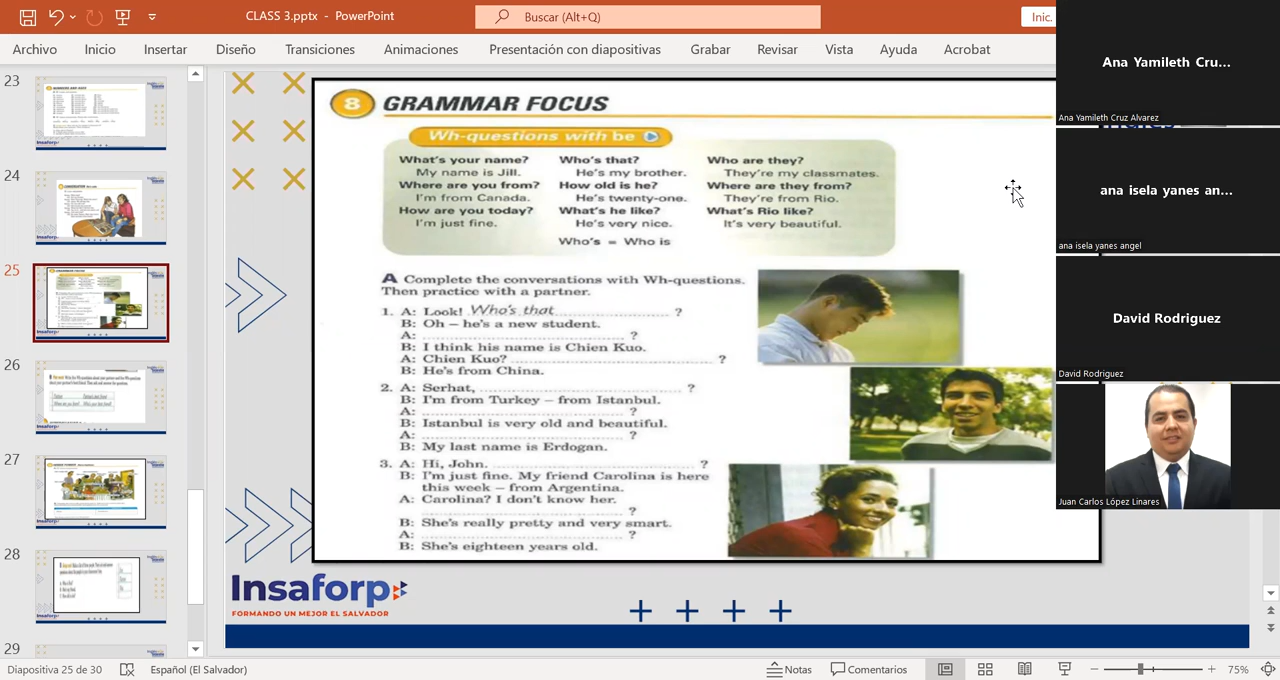 CLASS 3.pptx - PowerPoint
Buscar (Alt+Q)
Inic.
Archivo Inicio Insertar Diseño Transiciones Animaciones Presentación con diapositivas Grabar Revisar Vista Ayuda Acrobat
23
24
25
26
27
28
29
8 GRAMMAR FOCUS
Wh-questions with be
What's your name?
My name is Jill.
Where are you from?
I'm from Canada.
How are you today?
I'm just fine.
Who's that?
He's my brother.
How old is he?
He's twenty-one.
What's he like?
He's very nice.
Who's = Who is
Who are they?
They're my classmates.
Where are they from?
They're from Rio.
What's Rio like?
It's very beautiful.
A Complete the conversations with Wh-questions.
Then practice with a partner.
1. A: Look! Who's that ?
B: Oh – he's a new student.
A: ?
B: I think his name is Chien Kuo.
A: Chien Kuo? ?
B: He's from China.
2. A: Serhat, ?
B: I'm from Turkey – from Istanbul.
A: ?
B: Istanbul is very old and beautiful.
A: ?
B: My last name is Erdogan.
3. A: Hi, John. ?
B: I'm just fine. My friend Carolina is here
this week – from Argentina.
A: Carolina? I don't know her.
?
B: She's really pretty and very smart.
A: ?
B: She's eighteen years old.
Insaforp
FORMANDO UN MEJOR EL SALVADOR
Ana Yamileth Cru...
Ana Yamileth Cruz Alvarez
ana isela yanes an...
ana isela yanes angel
David Rodriguez
David Rodriguez
Juan Carlos López Linares
Diapositiva 25 de 30 Español (El Salvador) Notas Comentarios 75%